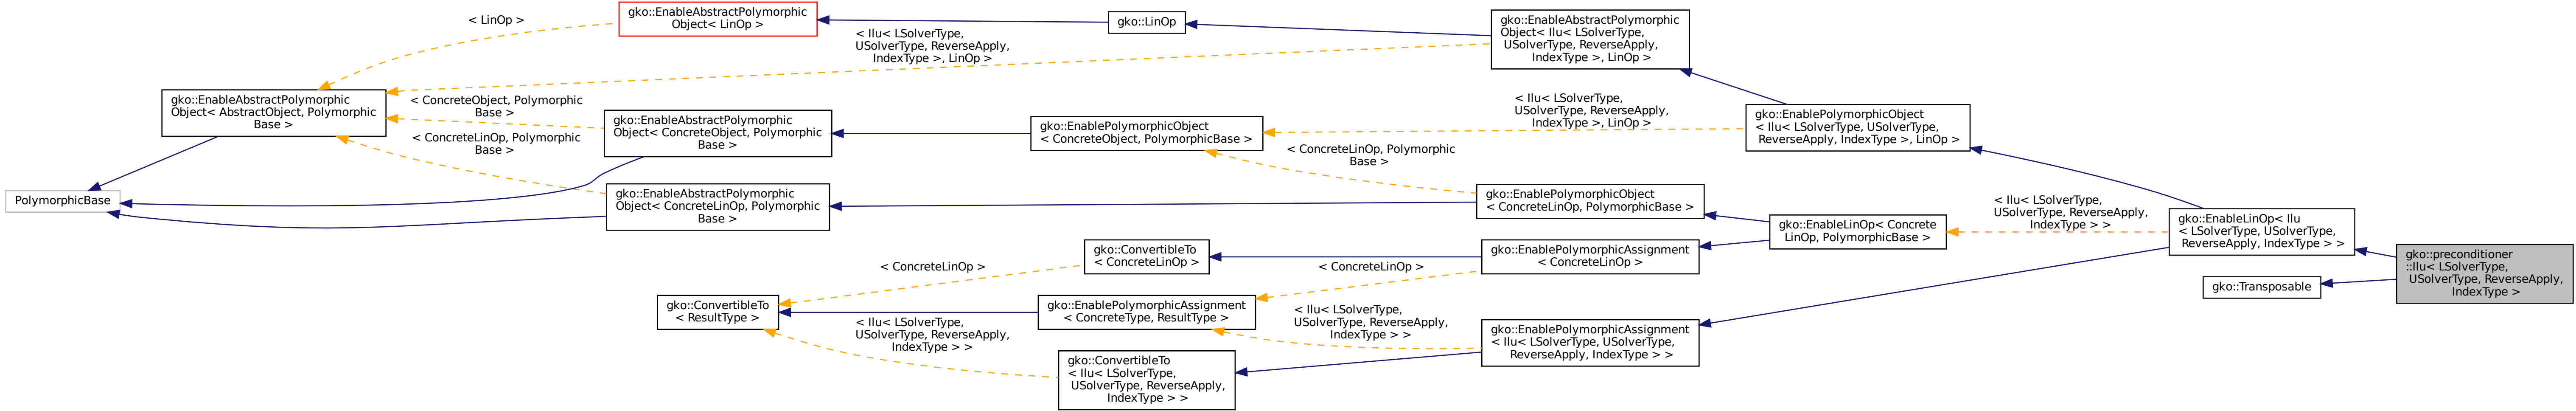 PolymorphicBase
gko::EnableAbstractPolymorphic
Object< AbstractObject, Polymorphic
Base >
< LinOp >
gko::EnableAbstractPolymorphic
Object< LinOp >
gko::LinOp
< Ilu< LSolverType,
USolverType, ReverseApply,
IndexType >, LinOp >
gko::EnableAbstractPolymorphic
Object< Ilu< LSolverType,
USolverType, ReverseApply,
IndexType >, LinOp >
< ConcreteObject, Polymorphic
Base >
gko::EnableAbstractPolymorphic
Object< ConcreteObject, Polymorphic
Base >
gko::EnablePolymorphicObject
< ConcreteObject, PolymorphicBase >
< Ilu< LSolverType,
USolverType, ReverseApply,
IndexType >, LinOp >
gko::EnablePolymorphicObject
< Ilu< LSolverType, USolverType,
ReverseApply, IndexType >, LinOp >
< ConcreteLinOp, Polymorphic
Base >
gko::EnableAbstractPolymorphic
Object< ConcreteLinOp, Polymorphic
Base >
< ConcreteLinOp, Polymorphic
Base >
gko::EnablePolymorphicObject
< ConcreteLinOp, PolymorphicBase >
gko::EnableLinOp< Concrete
LinOp, PolymorphicBase >
< Ilu< LSolverType,
USolverType, ReverseApply,
IndexType > >
gko::EnableLinOp< Ilu
< LSolverType, USolverType,
ReverseApply, IndexType > >
gko::preconditioner
::Ilu< LSolverType,
USolverType, ReverseApply,
IndexType >
gko::Transposable
gko::ConvertibleTo
< ResultType >
< ConcreteLinOp >
gko::ConvertibleTo
< ConcreteLinOp >
< ConcreteLinOp >
gko::EnablePolymorphicAssignment
< ConcreteLinOp >
gko::EnablePolymorphicAssignment
< ConcreteType, ResultType >
< Ilu< LSolverType,
USolverType, ReverseApply,
IndexType > >
< Ilu< LSolverType,
USolverType, ReverseApply,
IndexType > >
gko::EnablePolymorphicAssignment
< Ilu< LSolverType, USolverType,
ReverseApply, IndexType > >
gko::ConvertibleTo
< Ilu< LSolverType,
USolverType, ReverseApply,
IndexType > >